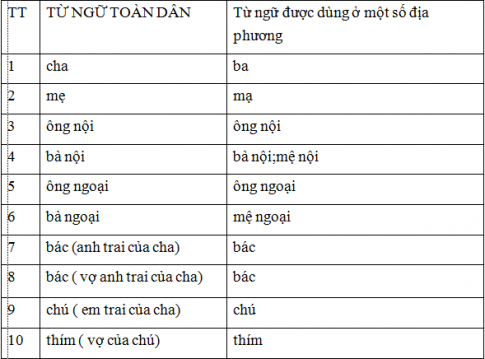 TT TỪ NGỮ TOÀN DÂN Từ ngữ được dùng ở một số địa
phương
1 cha ba
2 mẹ mạ
3 ông nội ông nội
4 bà nội bà nội;mệ nội
5 ông ngoại ông ngoại
6 bà ngoại mệ ngoại
7 bác (anh trai của cha) bác
8 bác ( vợ anh trai của cha) bác
9 chú ( em trai của cha) chú
10 thím ( vợ của chú) thím